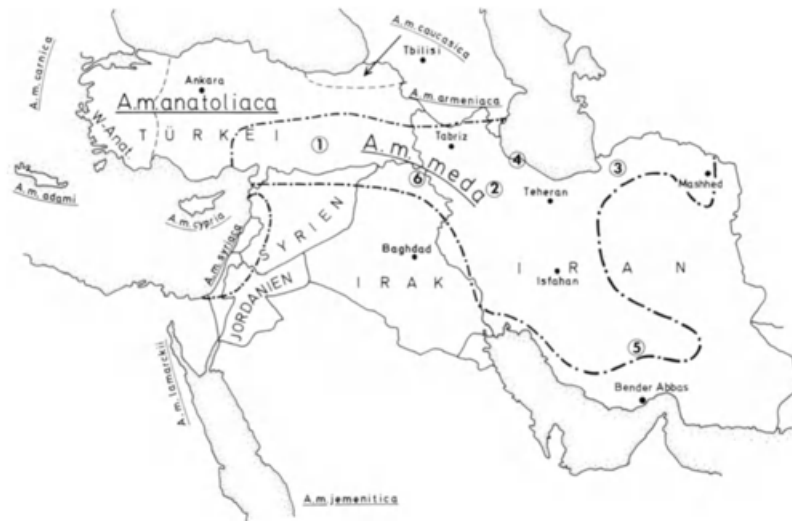 A.m.caucasica
Tbilisi
A.m.carnica
Ankara
A.m.anatoliaca
A.m.armeniaca
W-Anat.
TÜRKEI
Tabriz
①
A.m.meda
④
③
⑥
②
Mashhed
Teheran
A.m.adami
A.m.cypria
A.m.syriaca
SYRIEN
Baghdad
IRAN
Isfahan
IRAK
JORDANIEN
⑤
A.m.lamarckii
Bender Abbas
A.m.jemenitica